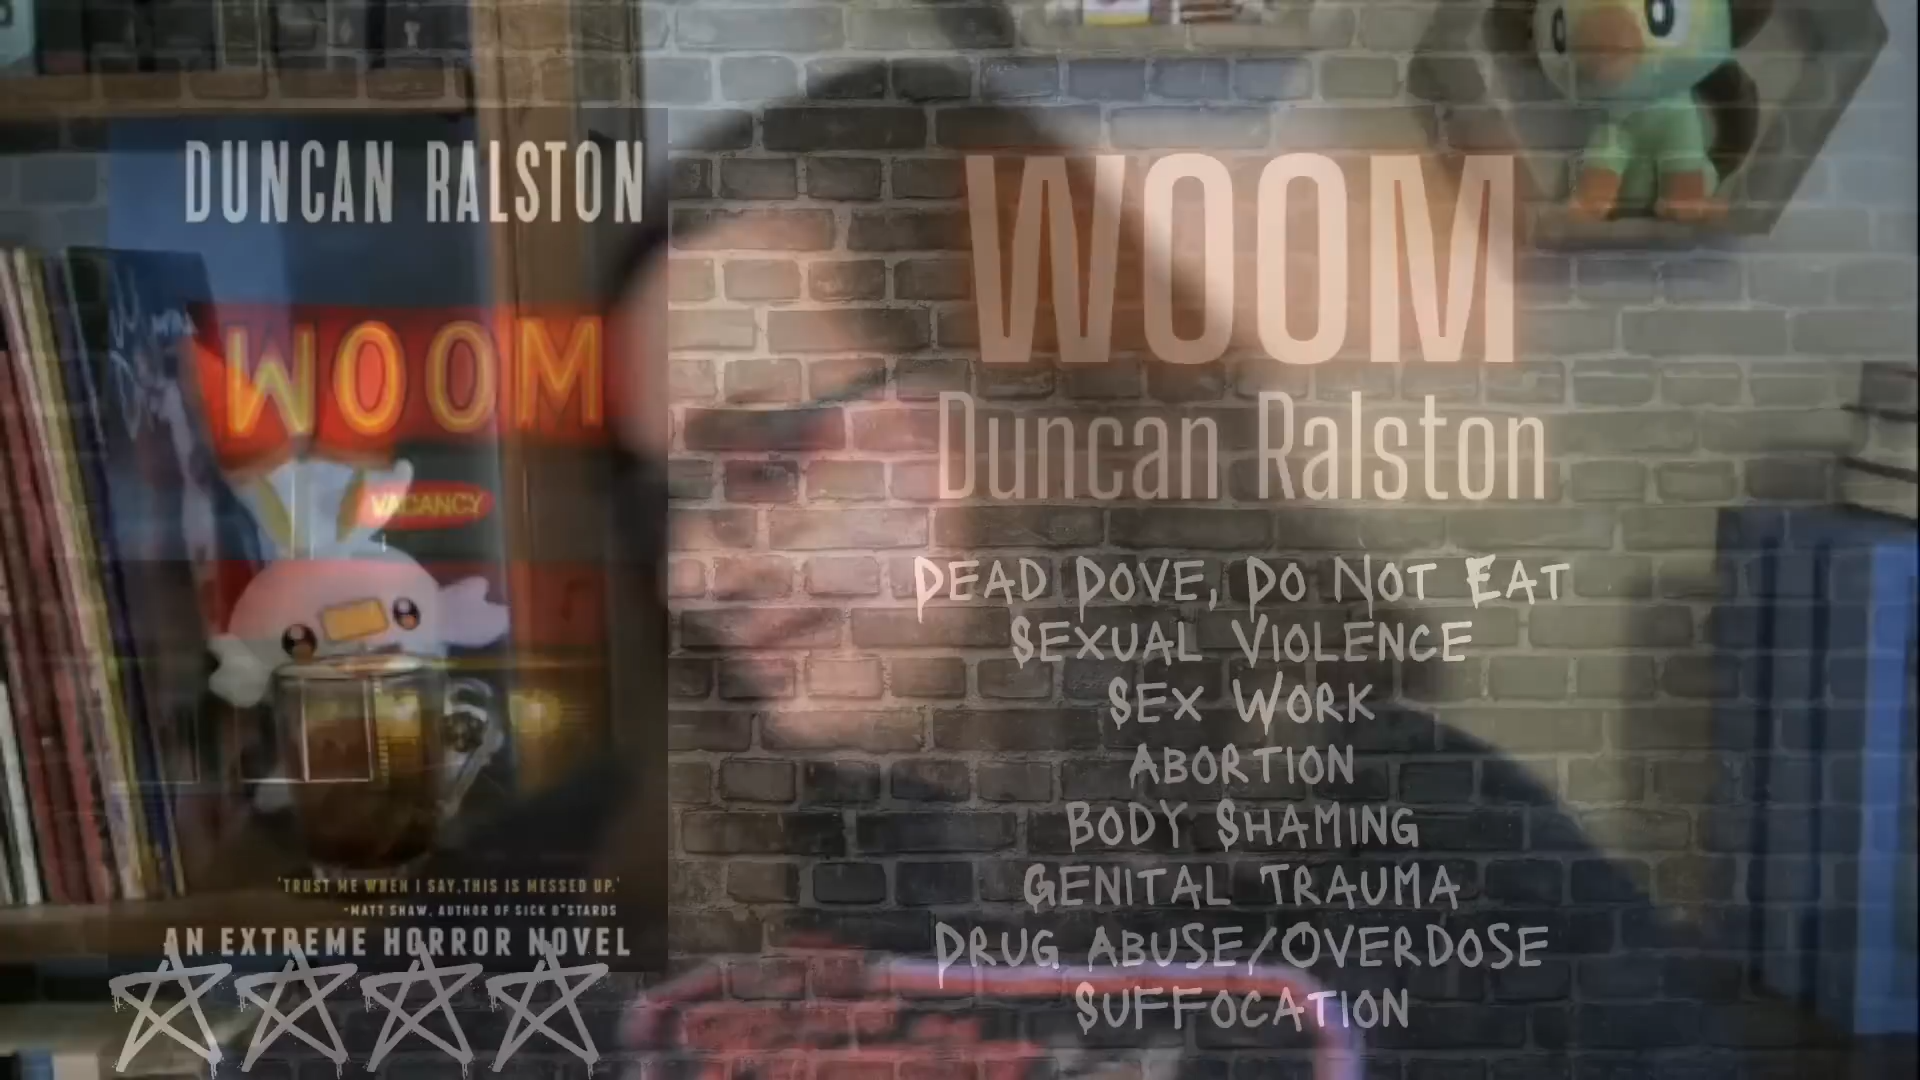 DUNCAN RALSTON
WOOM
VACANCY
'TRUST ME WHEN I SAY, THIS IS MESSED UP.'
-MATT SHAW, AUTHOR OF SICK B*STARDS
AN EXTREME HORROR NOVEL
WOOM
Duncan Ralston
DEAD DOVE, DO NOT EAT
SEXUAL VIOLENCE
SEX WORK
ABORTION
BODY SHAMING
GENITAL TRAUMA
DRUG ABUSE/OVERDOSE
SUFFOCATION